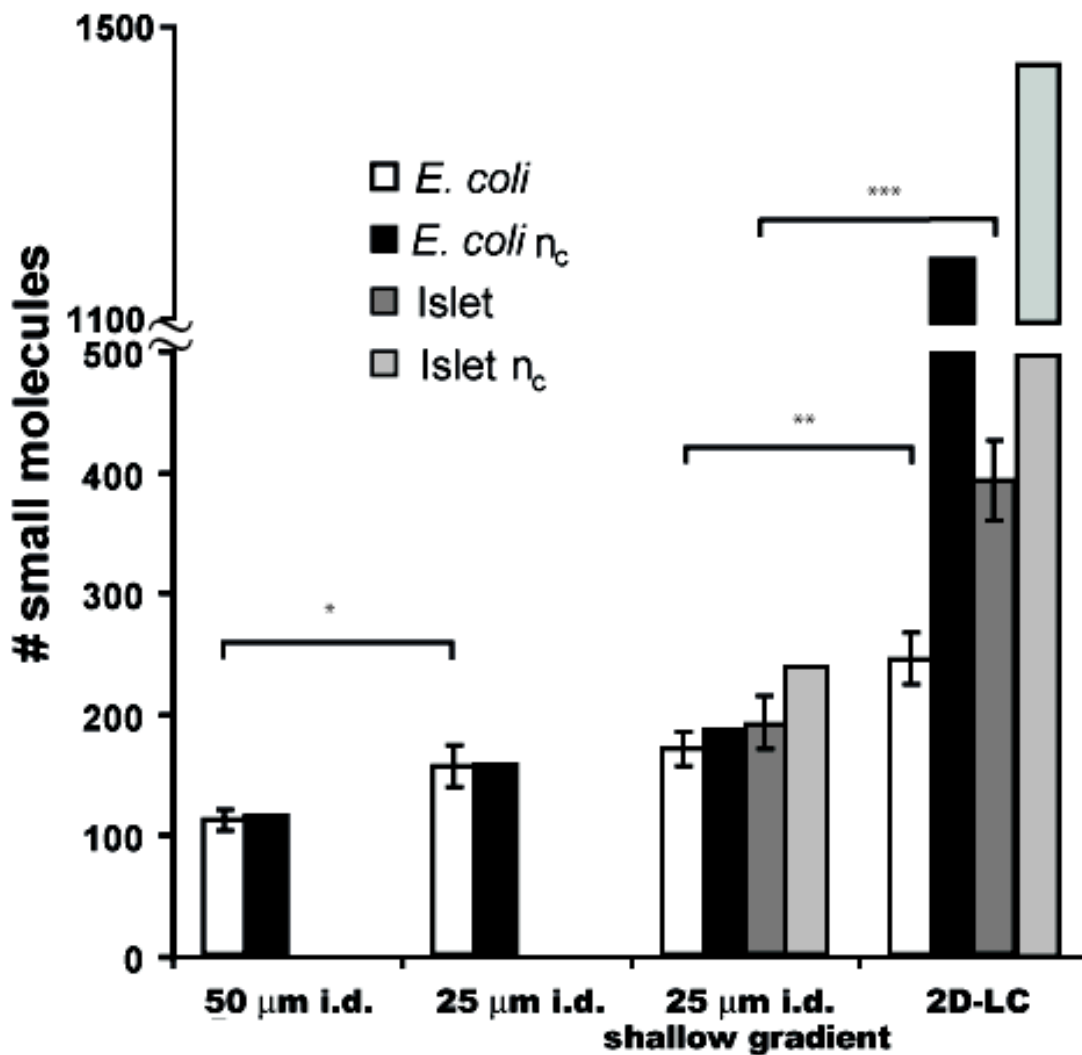 1500
E. coli
***
E. coli nc
# small molecules
Islet
1100
500
Islet nc
**
400
300
*
200
100
0
50 μm i.d.
25 μm i.d.
25 μm i.d.
shallow gradient
2D-LC